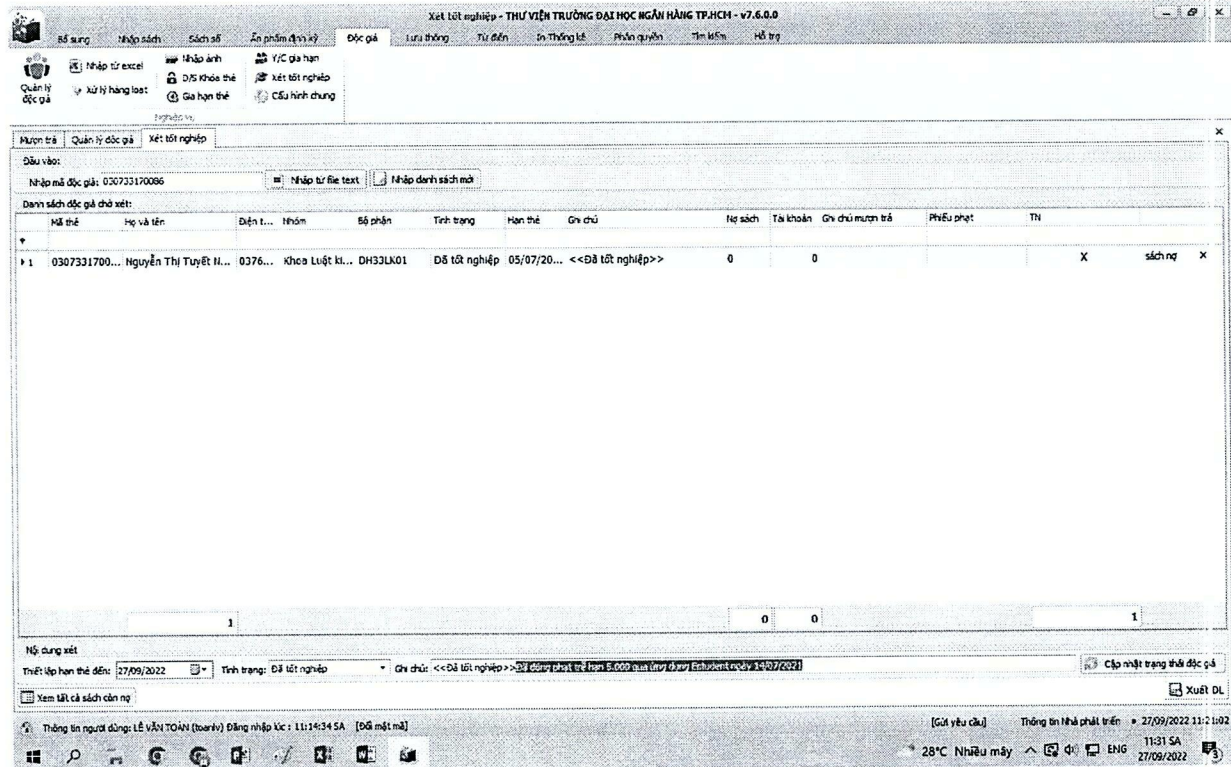 Xét tốt nghiệp - THƯ VIỆN TRƯỜNG ĐẠI HỌC NGÂN HÀNG TP.HCM - v7.6.0.0
Bổ sung Nhập sách Sách số Ấn phẩm định kỳ Độc giả Lưu thông Từ điển In-Thống kê Phân quyền Tìm kiếm Hỗ trợ
Nhập từ excel Nhập ảnh Y/C gia hạn
Quản lý độc giả Xử lý hàng loạt D/S Khóa thẻ Xét tốt nghiệp
Gia hạn thẻ Cấu hình chung
Nghiệp vụ
Mượn trả Quản lý độc giả Xét tốt nghiệp
Đầu vào:
Nhập mã độc giả: 030733170086 Nhập từ file text Nhập danh sách mới
Danh sách độc giả chờ xét:
Mã thẻ Họ và tên Điện t... Nhóm Bộ phận Tình trạng Hạn thẻ Ghi chú Nợ sách Tài khoản Ghi chú mượn trả Phiếu phạt TN
1 0307331700... Nguyễn Thị Tuyết N... 0376... Khoa Luật ki... DH33LK01 Đã tốt nghiệp 05/07/20... <<Đã tốt nghiệp>> 0 0 X sách nợ X
1 0 0 1
Nội dung xét
Thiết lập hạn thẻ đến: 27/09/2022 Tình trạng: Đã tốt nghiệp Ghi chú: <<Đã tốt nghiệp>>Đã đóng phạt trễ hạn 5.000 qua ứng dụng Estudent ngày 14/07/2021 Cập nhật trạng thái độc giả
Xem tất cả sách còn nợ Xuất DL
Thông tin người dùng: LÊ VĂN TOÀN (toanlv) Đăng nhập lúc : 11:14:34 SA [Đổi mật mã] [Gửi yêu cầu] Thông tin Nhà phát triển 27/09/2022 11:21:02
28°C Nhiều mây ENG 11:31 SA
27/09/2022 3